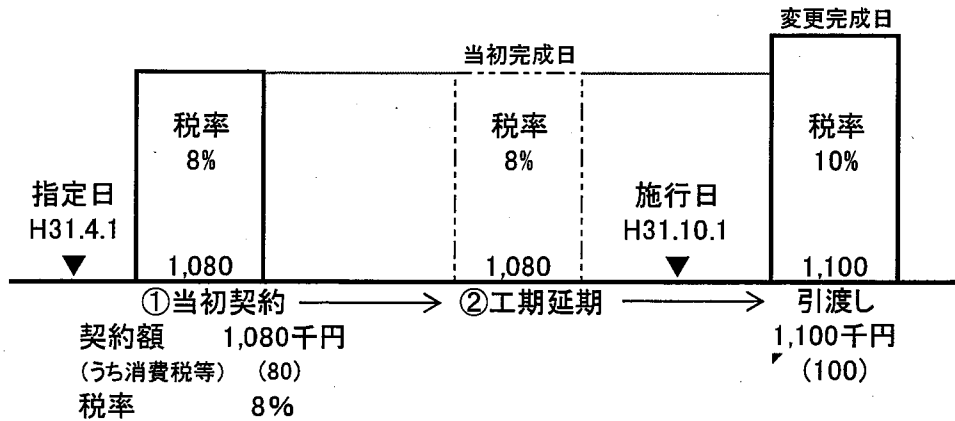 変更完成日
当初完成日
税率
8%
税率
8%
税率
10%
指定日
H31.4.1
施行日
H31.10.1
1,080
1,080
1,100
①当初契約
②工期延期
引渡し
契約額 1,080千円
1,100千円
(うち消費税等) (80)
(100)
税率 8%